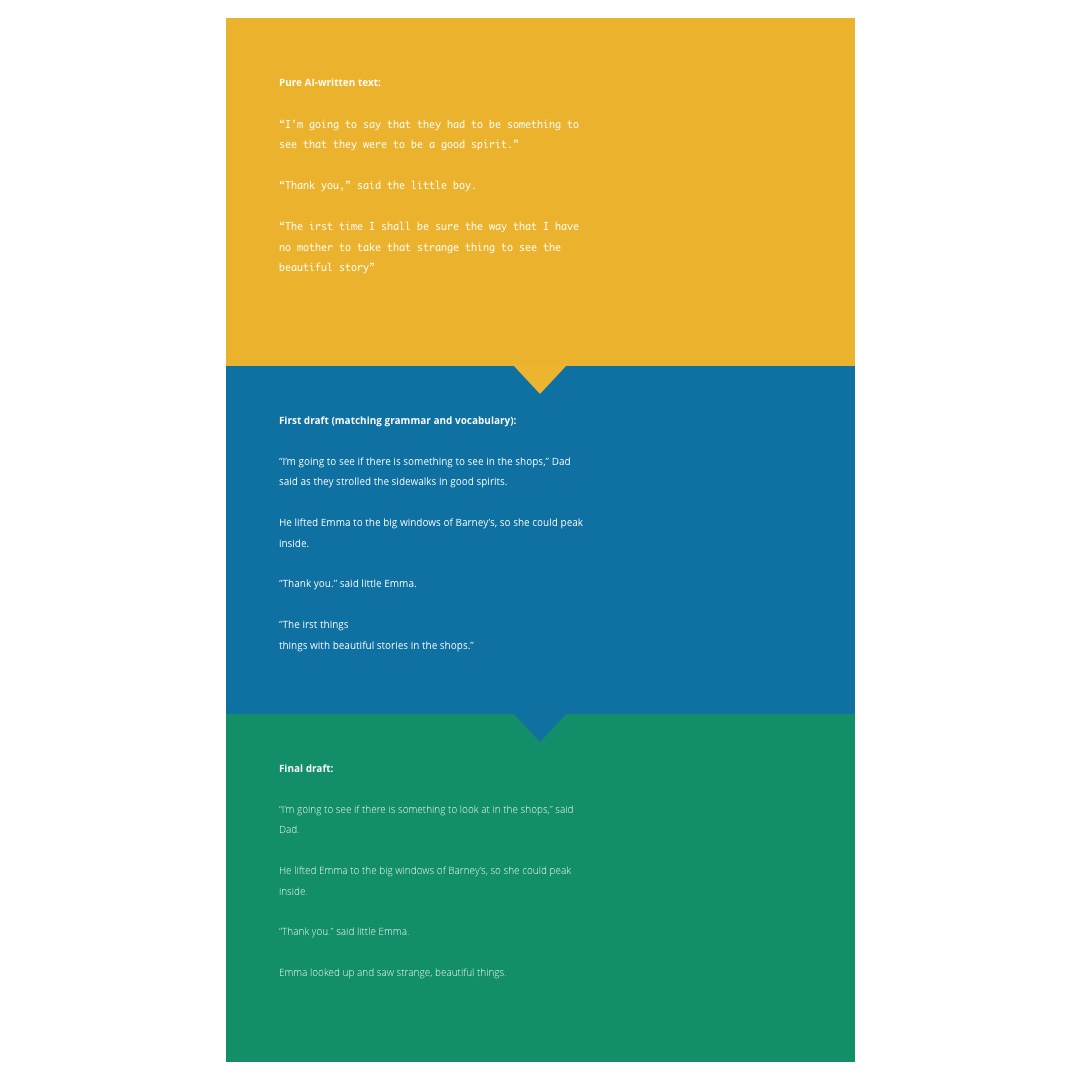 Pure AI-written text:
“I’m going to say that they had to be something to
see that they were to be a good spirit.”
“Thank you,” said the little boy.
“The irst time I shall be sure the way that I have
no mother to take that strange thing to see the
beautiful story”
First draft (matching grammar and vocabulary):
“I’m going to see if there is something to see in the shops,” Dad
said as they strolled the sidewalks in good spirits.
He lifted Emma to the big windows of Barney’s, so she could peak
inside.
“Thank you.” said little Emma.
“The irst things
things with beautiful stories in the shops.”
Final draft:
“I’m going to see if there is something to look at in the shops,” said
Dad.
He lifted Emma to the big windows of Barney’s, so she could peak
inside.
“Thank you.” said little Emma.
Emma looked up and saw strange, beautiful things.